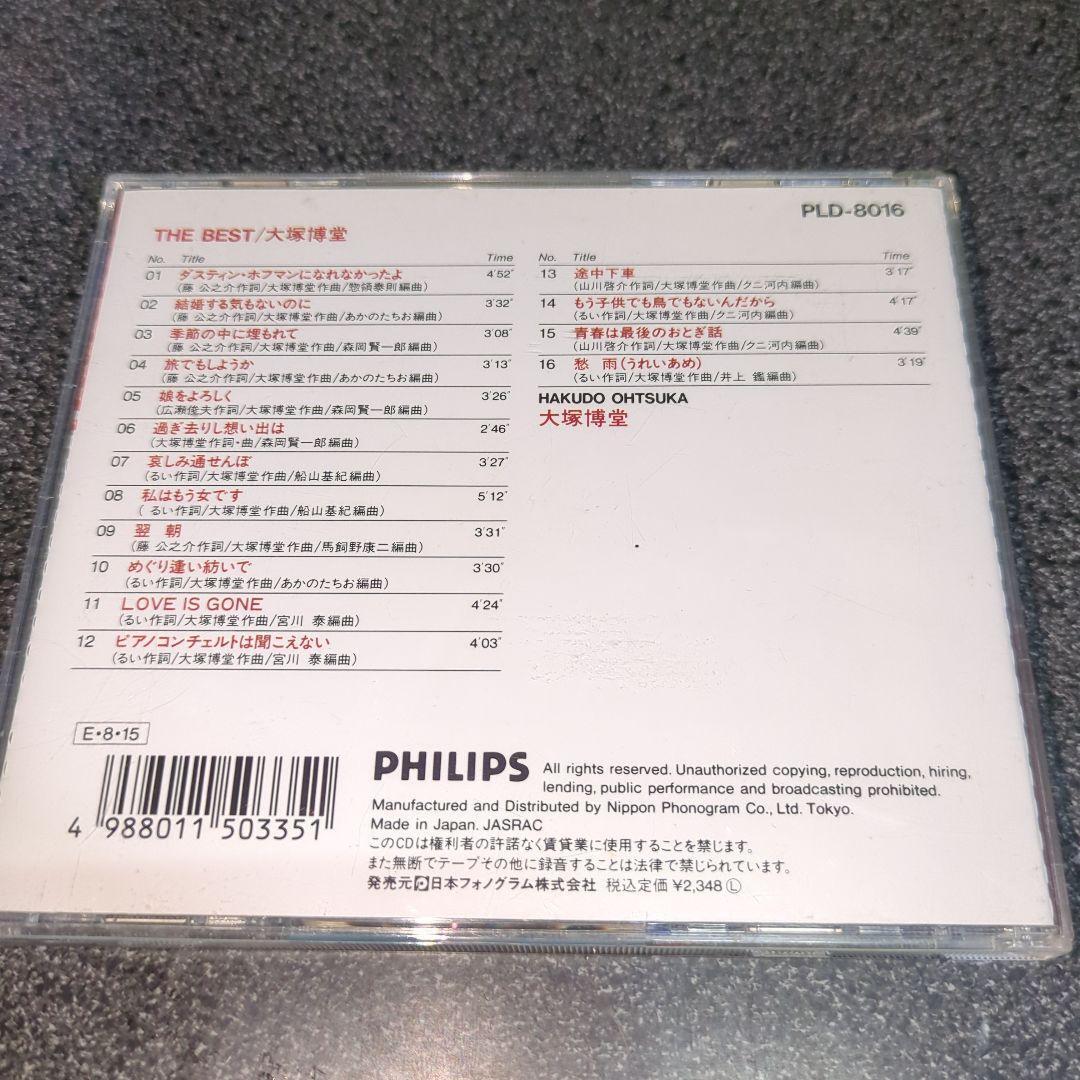 PLD-8016
THE BEST/大塚博堂
No. Title Time
01 ダスティン・ホフマンになれなかったよ 4'52"
(藤 公之介作詞/大塚博堂作曲/惣領泰則編曲)
02 結婚する気もないのに 3'32"
(藤 公之介作詞/大塚博堂作曲/あかのたちお編曲)
03 季節の中に埋もれて 3'08"
(藤 公之介作詞/大塚博堂作曲/森岡賢一郎編曲)
04 旅でもしようか 3'13"
(藤 公之介作詞/大塚博堂作曲/あかのたちお編曲)
05 娘をよろしく 3'26"
(広瀬俊夫作詞/大塚博堂作曲/森岡賢一郎編曲)
06 過ぎ去りし想い出は 2'46"
(大塚博堂作詞・曲/森岡賢一郎編曲)
07 哀しみ通せんぼ 3'27"
(るい作詞/大塚博堂作曲/船山基紀編曲)
08 私はもう女です 5'12"
( るい作詞/大塚博堂作曲/船山基紀編曲)
09 翌 朝 3'31"
(藤 公之介作詞/大塚博堂作曲/馬飼野康二編曲)
10 めぐり逢い紡いで 3'30"
(るい作詞/大塚博堂作曲/あかのたちお編曲)
11 LOVE IS GONE 4'24"
(るい作詞/大塚博堂作曲/宮川 泰編曲)
12 ピアノコンチェルトは聞こえない 4'03"
(るい作詞/大塚博堂作曲/宮川 泰編曲)
No. Title Time
13 途中下車 3'17"
(山川啓介作詞/大塚博堂作曲/クニ河内編曲)
14 もう子供でも鳥でもないんだから 4'17"
(るい作詞/大塚博堂作曲/クニ河内編曲)
15 青春は最後のおとぎ話 4'39"
(山川啓介作詞/大塚博堂作曲/クニ河内編曲)
16 愁 雨(うれいあめ) 3'19"
(るい作詞/大塚博堂作曲/井上 鑑編曲)
HAKUDO OHTSUKA
大塚博堂
E・8・15
4 988011 503351
PHILIPS
All rights reserved. Unauthorized copying, reproduction, hiring,
lending, public performance and broadcasting prohibited.
Manufactured and Distributed by Nippon Phonogram Co., Ltd. Tokyo.
Made in Japan. JASRAC
このCDは権利者の許諾なく賃貸業に使用することを禁じます。
また無断でテープその他に録音することは法律で禁じられています。
発売元 日本フォノグラム株式会社 税込定価 ¥2,348 Ⓛ